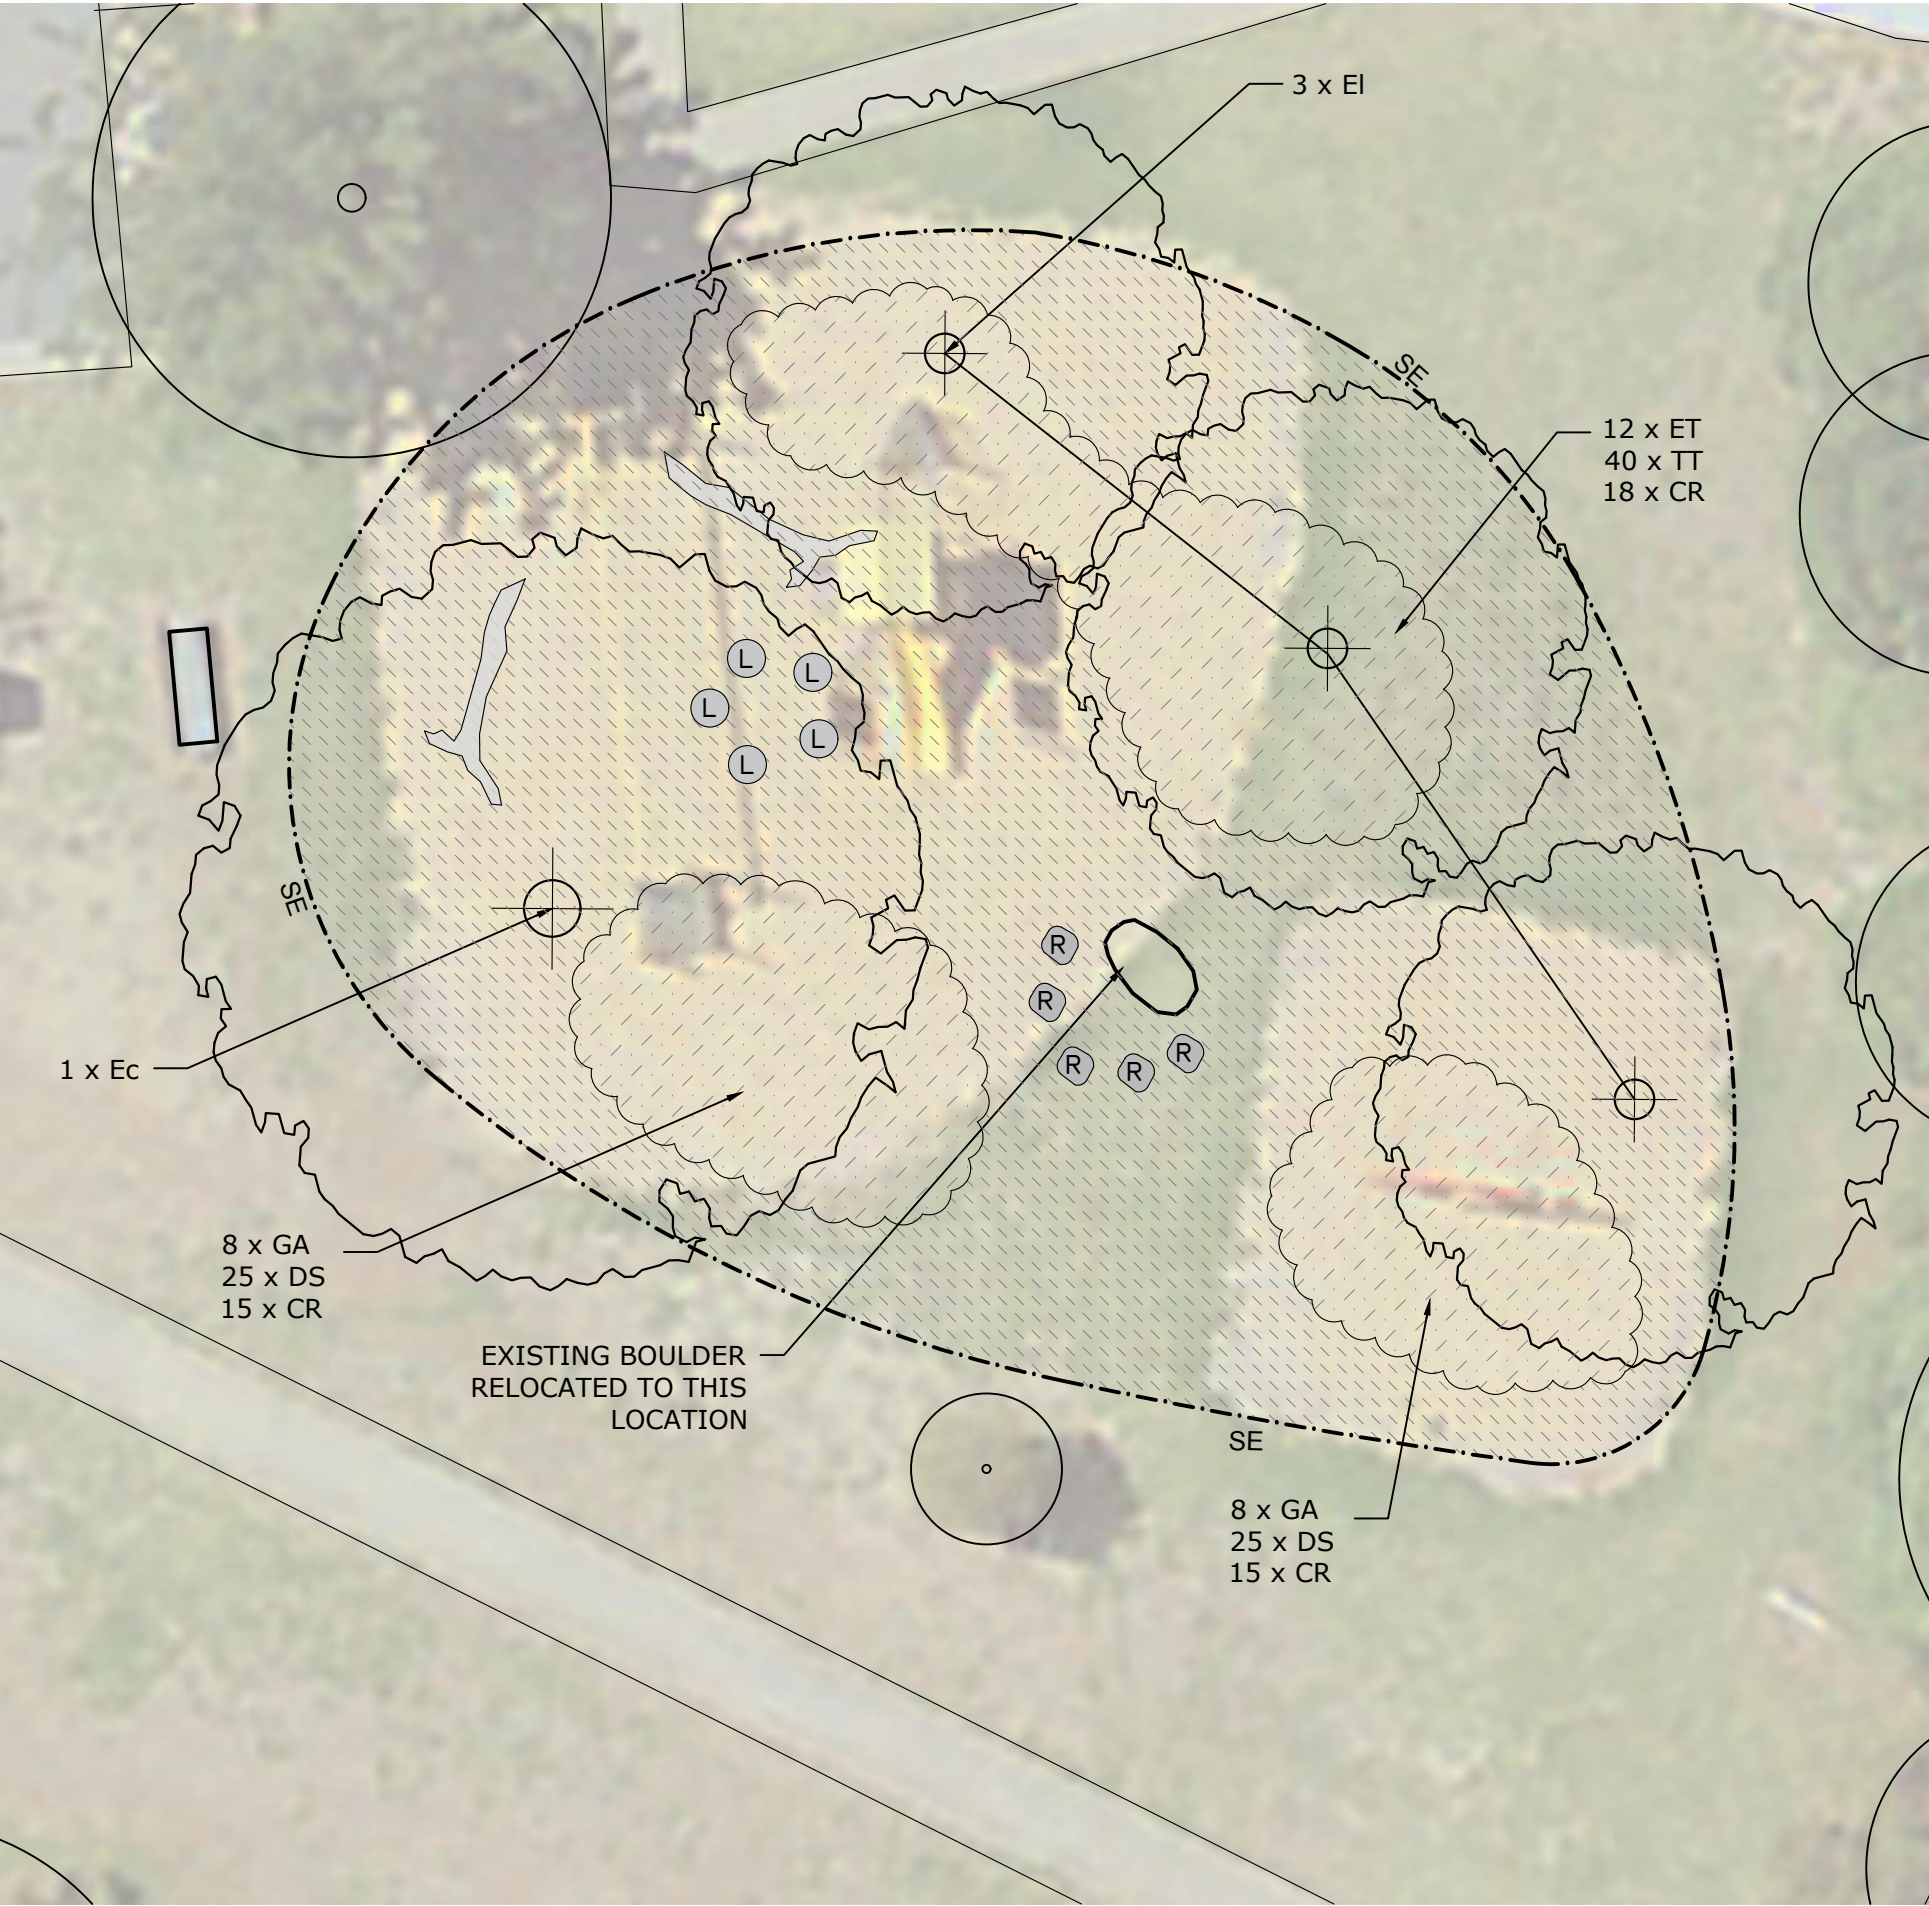 3 x El
SE
12 x ET
40 x TT
18 x CR
L
L
L
L
L
SE
R
R
R
R
R
1 x Ec
8 x GA
25 x DS
15 x CR
EXISTING BOULDER
RELOCATED TO THIS
LOCATION
SE
8 x GA
25 x DS
15 x CR